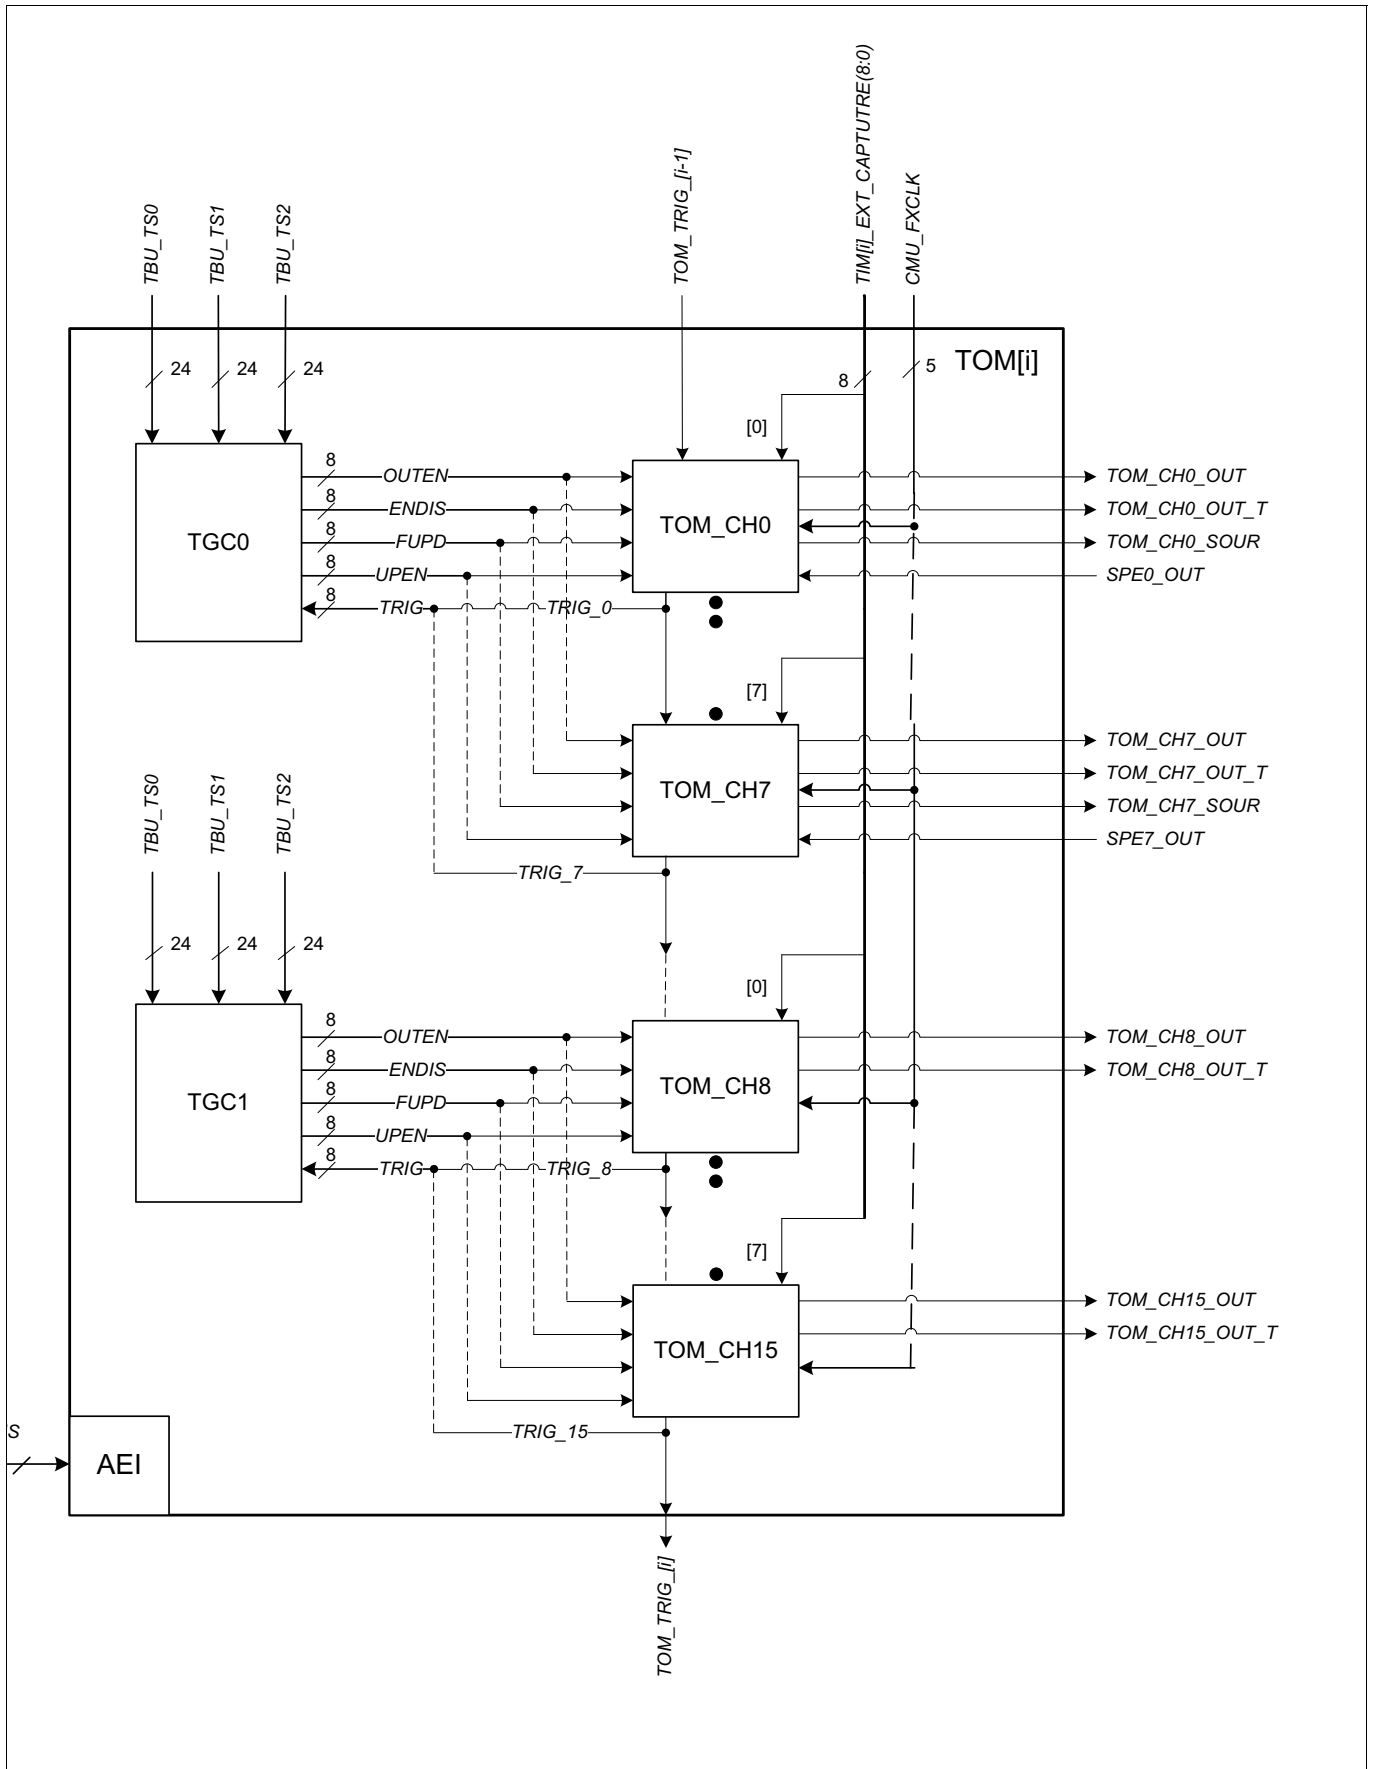 TBU_TS0
TBU_TS1
TBU_TS2
TOM_TRIG_[i-1]
TIM[i]_EXT_CAPTUTRE(8:0)
CMU_FXCLK
24
24
24
8
5
TOM[i]
[0]
TGC0
8
OUTEN
8
ENDIS
8
FUPD
8
UPEN
8
TRIG
TRIG_0
TOM_CH0
TOM_CH0_OUT
TOM_CH0_OUT_T
TOM_CH0_SOUR
SPE0_OUT
[7]
TOM_CH7
TOM_CH7_OUT
TOM_CH7_OUT_T
TOM_CH7_SOUR
SPE7_OUT
TRIG_7
TBU_TS0
TBU_TS1
TBU_TS2
24
24
24
[0]
TGC1
8
OUTEN
8
ENDIS
8
FUPD
8
UPEN
8
TRIG
TRIG_8
TOM_CH8
TOM_CH8_OUT
TOM_CH8_OUT_T
[7]
TOM_CH15
TOM_CH15_OUT
TOM_CH15_OUT_T
TRIG_15
S
AEI
TOM_TRIG_[i]